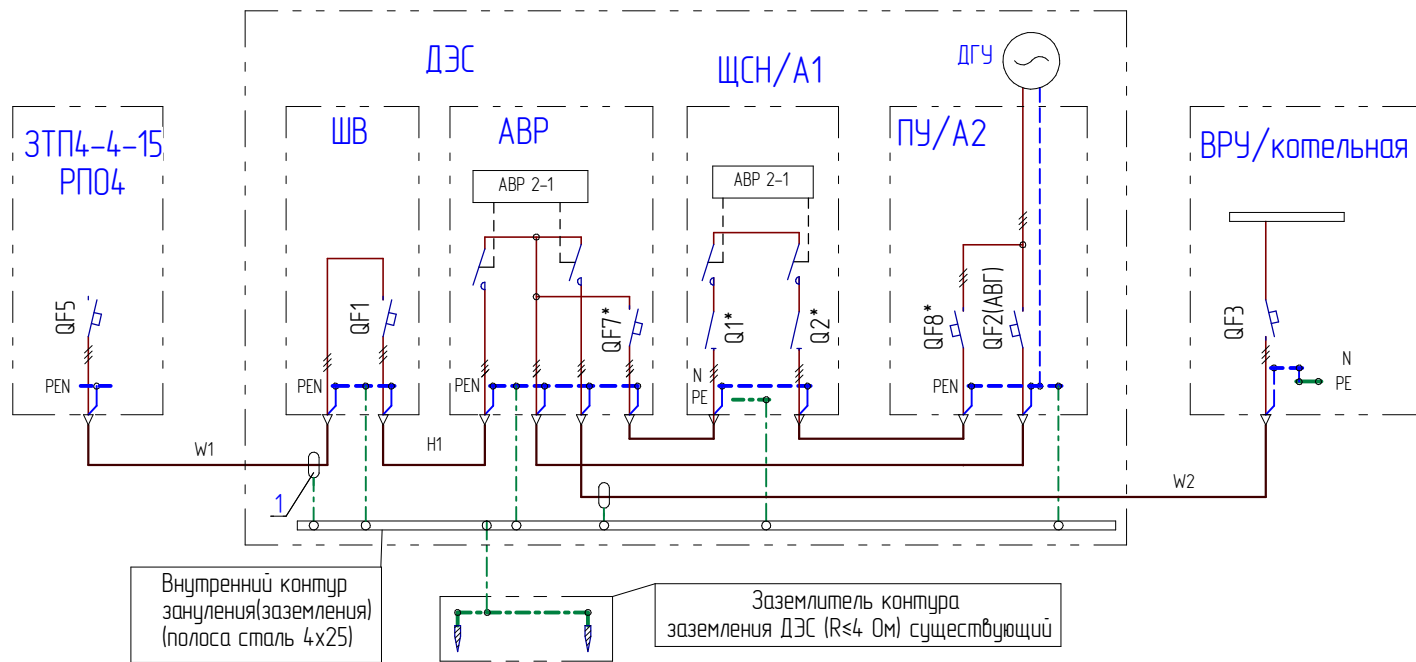 ДЭС
ЩСН/А1
ДГУ
ЗТП4-4-15
РПО4
ШВ
АВР
ПУ/А2
ВРУ/котельная
АВР 2-1
АВР 2-1
QF5
QF1
QF7*
Q1*
Q2*
QF8*
QF2(АВГ)
QF3
PEN
PEN
PEN
N
PE
PEN
N
PE
W1
H1
W2
1
Внутренний контур
зануления(заземления)
(полоса сталь 4х25)
Заземлитель контура
заземления ДЭС (R≤4 Ом) существующий